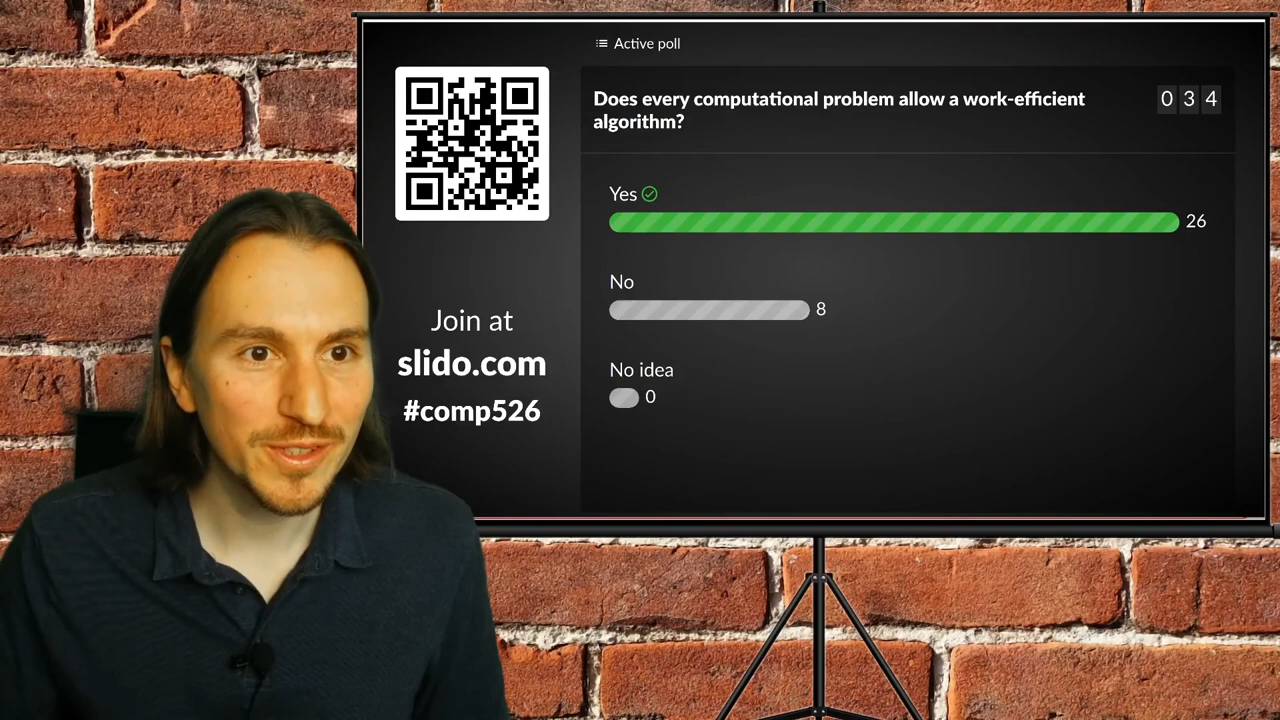 Active poll
Does every computational problem allow a work-efficient
algorithm?
0 3 4
Yes
26
No
8
No idea
0
Join at
slido.com
#comp526